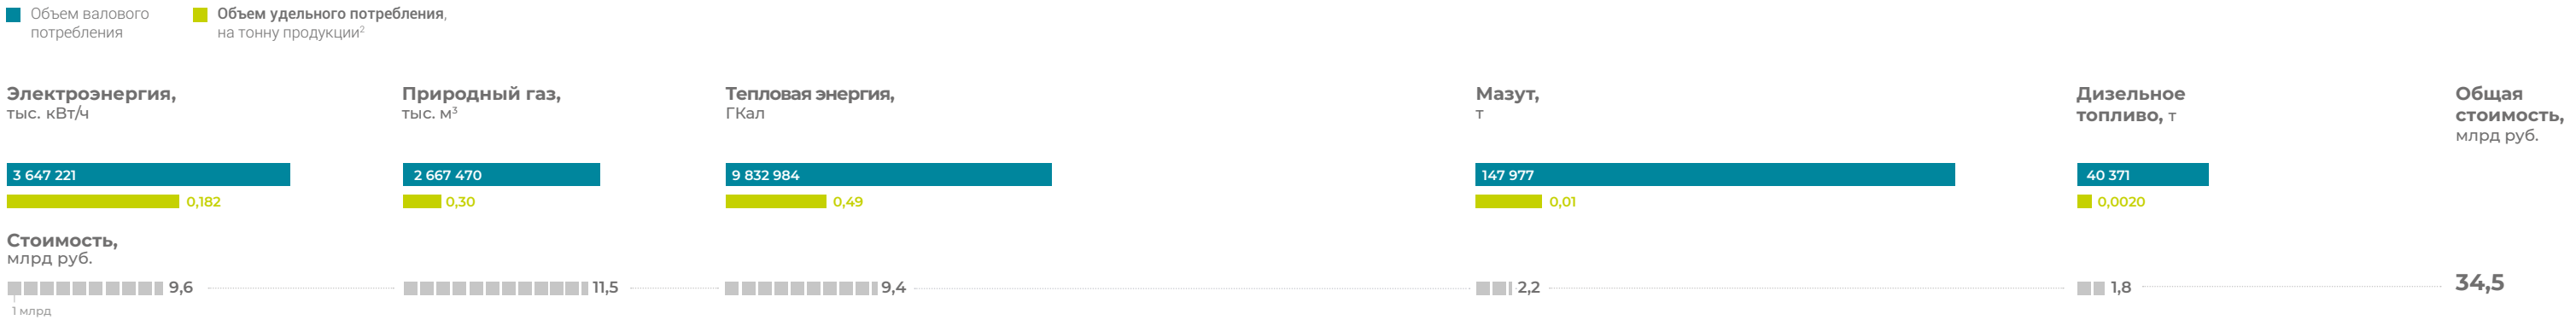 Объем валового
потребления
Объем удельного потребления,
на тонну продукции²
Электроэнергия,
тыс. кВт/ч
3 647 221
0,182
Природный газ,
тыс. м³
2 667 470
0,30
Тепловая энергия,
ГКал
9 832 984
0,49
Мазут,
т
147 977
0,01
Дизельное
топливо, т
40 371
0,0020
Общая
стоимость,
млрд руб.
Стоимость,
млрд руб.
9,6
11,5
9,4
2,2
1,8
34,5
1 млрд